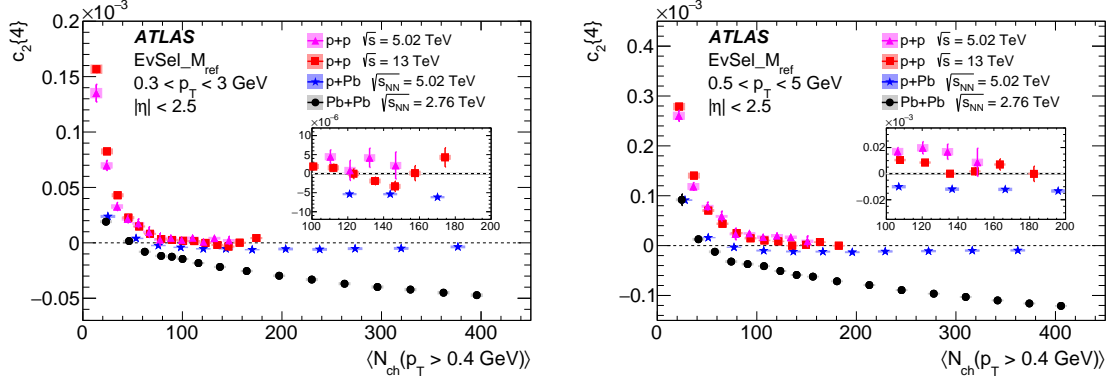 ×10⁻³
c₂{4}
0.2
0.15
0.1
0.05
0
−0.05
ATLAS
EvSel_M_ref
0.3 < p_T < 3 GeV
|η| < 2.5
p+p √s = 5.02 TeV
p+p √s = 13 TeV
p+Pb √s_NN = 5.02 TeV
Pb+Pb √s_NN = 2.76 TeV
×10⁻⁶
10
5
0
−5
−10
100 120 140 160 180 200
0 100 200 300 400
⟨N_ch(p_T > 0.4 GeV)⟩
×10⁻³
c₂{4}
0.4
0.3
0.2
0.1
0
−0.1
ATLAS
EvSel_M_ref
0.5 < p_T < 5 GeV
|η| < 2.5
p+p √s = 5.02 TeV
p+p √s = 13 TeV
p+Pb √s_NN = 5.02 TeV
Pb+Pb √s_NN = 2.76 TeV
×10⁻³
0.02
0
−0.02
100 120 140 160 180 200
0 100 200 300 400
⟨N_ch(p_T > 0.4 GeV)⟩